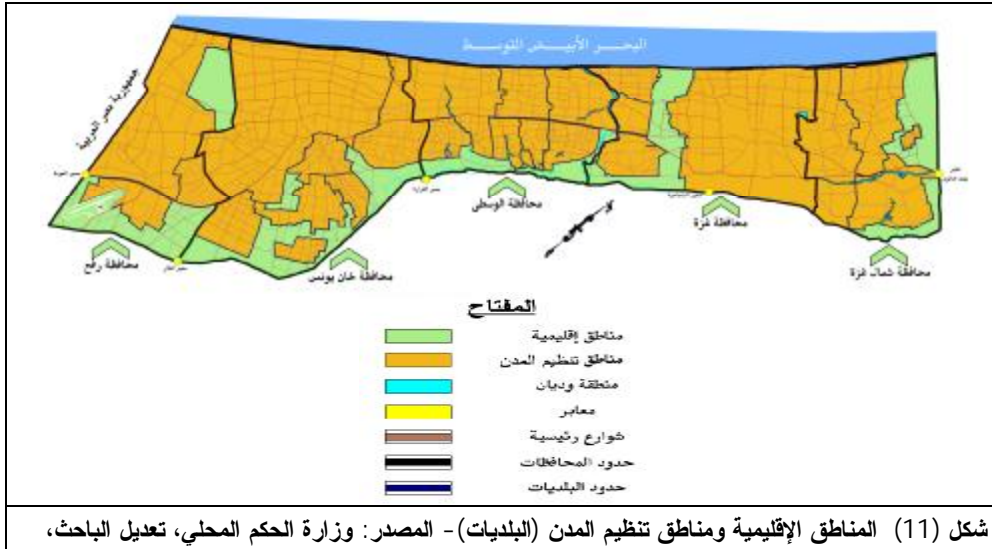 البحر الأبيض المتوسط
جمهورية مصر العربية
محافظة رفح
محافظة خان يونس
محافظة الوسطى
محافظة غزة
محافظة شمال غزة
المفتاح
مناطق إقليمية
مناطق تنظيم المدن
منطقة وديان
معابر
شوارع رئيسية
حدود المحافظات
حدود البلديات
شكل (11) المناطق الإقليمية ومناطق تنظيم المدن (البلديات) - المصدر: وزارة الحكم المحلي، تعديل الباحث،